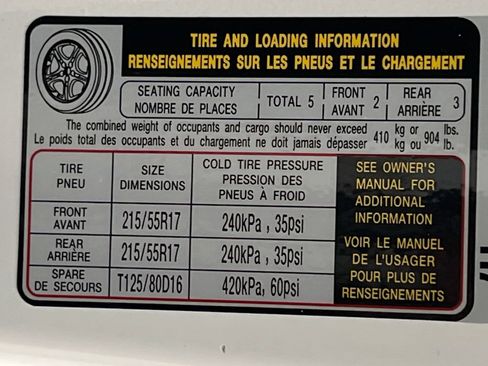 TIRE AND LOADING INFORMATION
RENSEIGNEMENTS SUR LES PNEUS ET LE CHARGEMENT
SEATING CAPACITY
NOMBRE DE PLACES
TOTAL 5
FRONT
AVANT 2
REAR
ARRIÈRE 3
The combined weight of occupants and cargo should never exceed 410 kg or 904 lbs.
Le poids total des occupants et du chargement ne doit jamais dépasser 410 kg ou 904 lb.
TIRE
PNEU
SIZE
DIMENSIONS
COLD TIRE PRESSURE
PRESSION DES
PNEUS À FROID
FRONT
AVANT
215/55R17
240kPa , 35psi
REAR
ARRIÈRE
215/55R17
240kPa , 35psi
SPARE
DE SECOURS
T125/80D16
420kPa, 60psi
SEE OWNER'S
MANUAL FOR
ADDITIONAL
INFORMATION
VOIR LE MANUEL
DE L'USAGER
POUR PLUS DE
RENSEIGNEMENTS